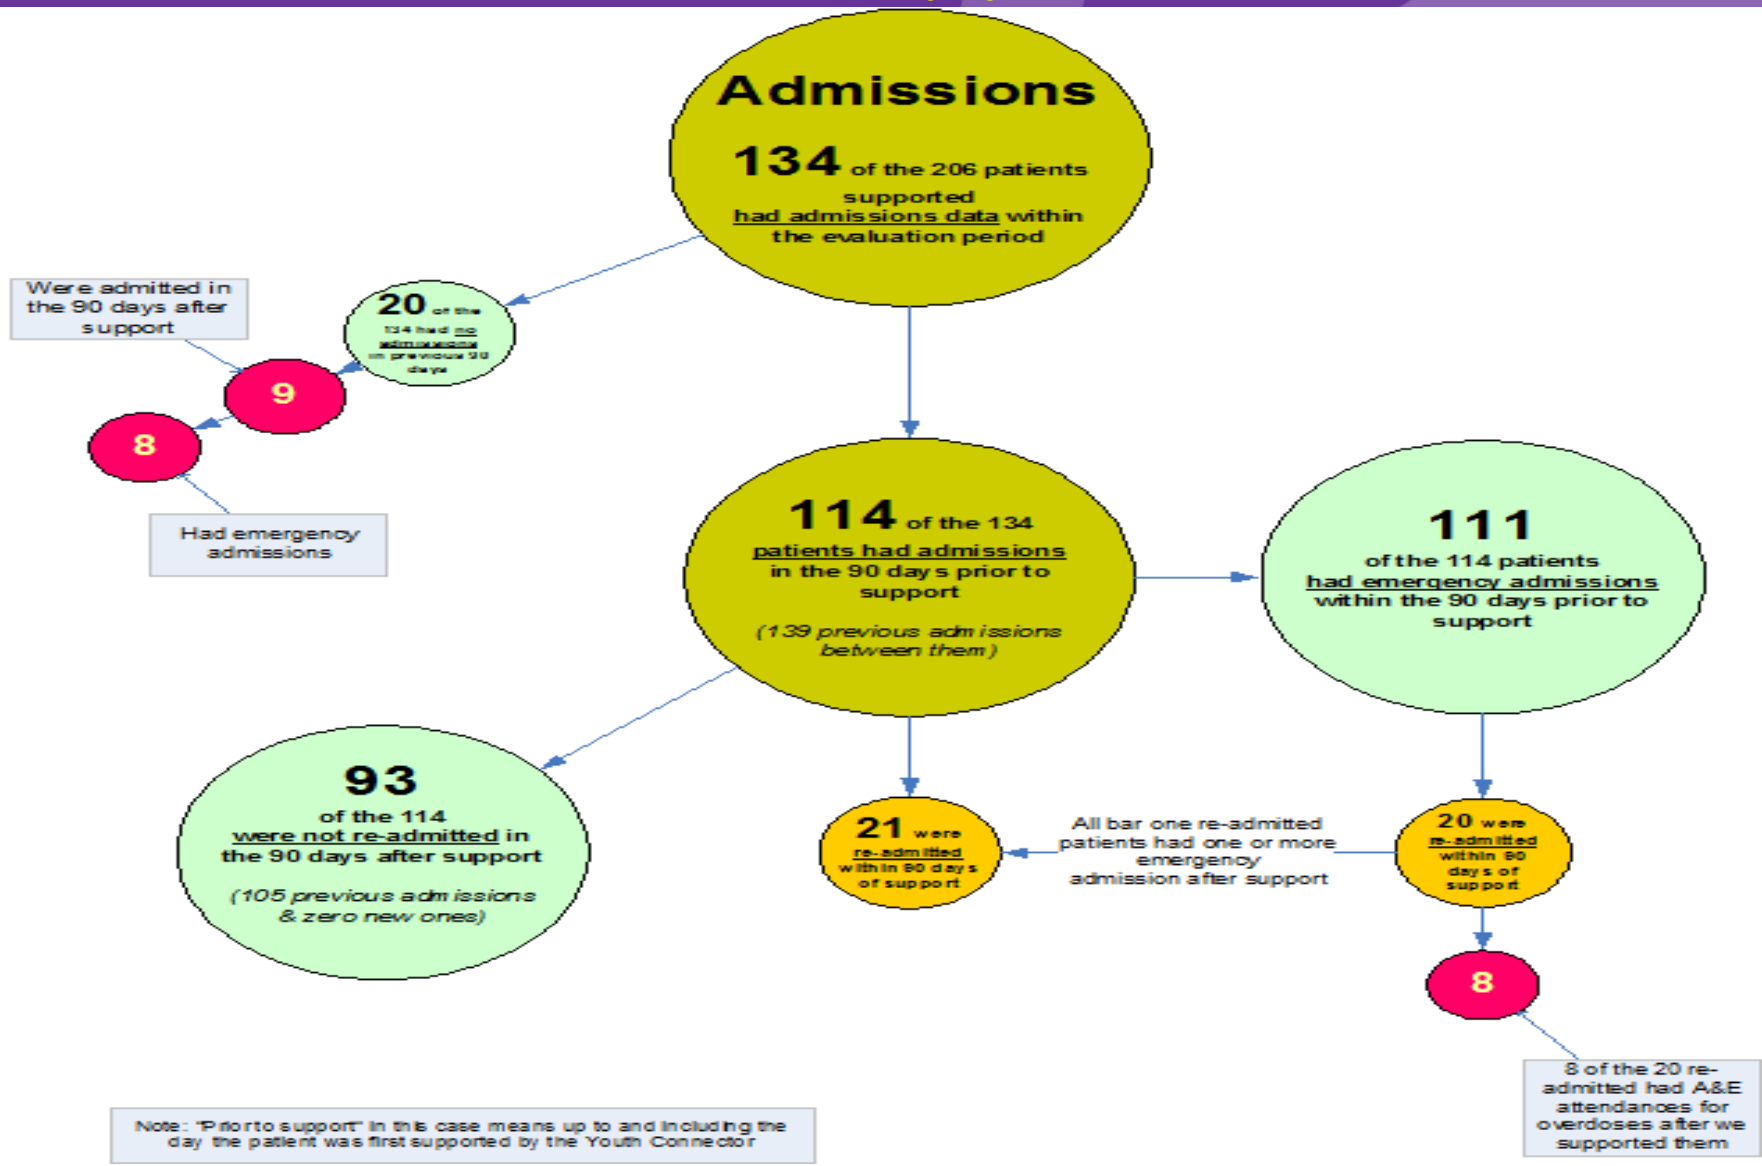 Admissions
134 of the 206 patients
supported
had admissions data within
the evaluation period
Were admitted in
the 90 days after
support
20 of the
134 had no
admissions
in previous 90
days
9
8
Had emergency
admissions
114 of the 134
patients had admissions
in the 90 days prior to
support
(139 previous admissions
between them)
111
of the 114 patients
had emergency admissions
within the 90 days prior to
support
93
of the 114
were not re-admitted in
the 90 days after support
(105 previous admissions
& zero new ones)
21 were
re-admitted
within 90 days
of support
All bar one re-admitted
patients had one or more
emergency
admission after support
20 were
re-admitted
within 90
days of
support
8
8 of the 20 re-
admitted had A&E
attendances for
overdoses after we
supported them
Note: "Prior to support" in this case means up to and including the
day the patient was first supported by the Youth Connector